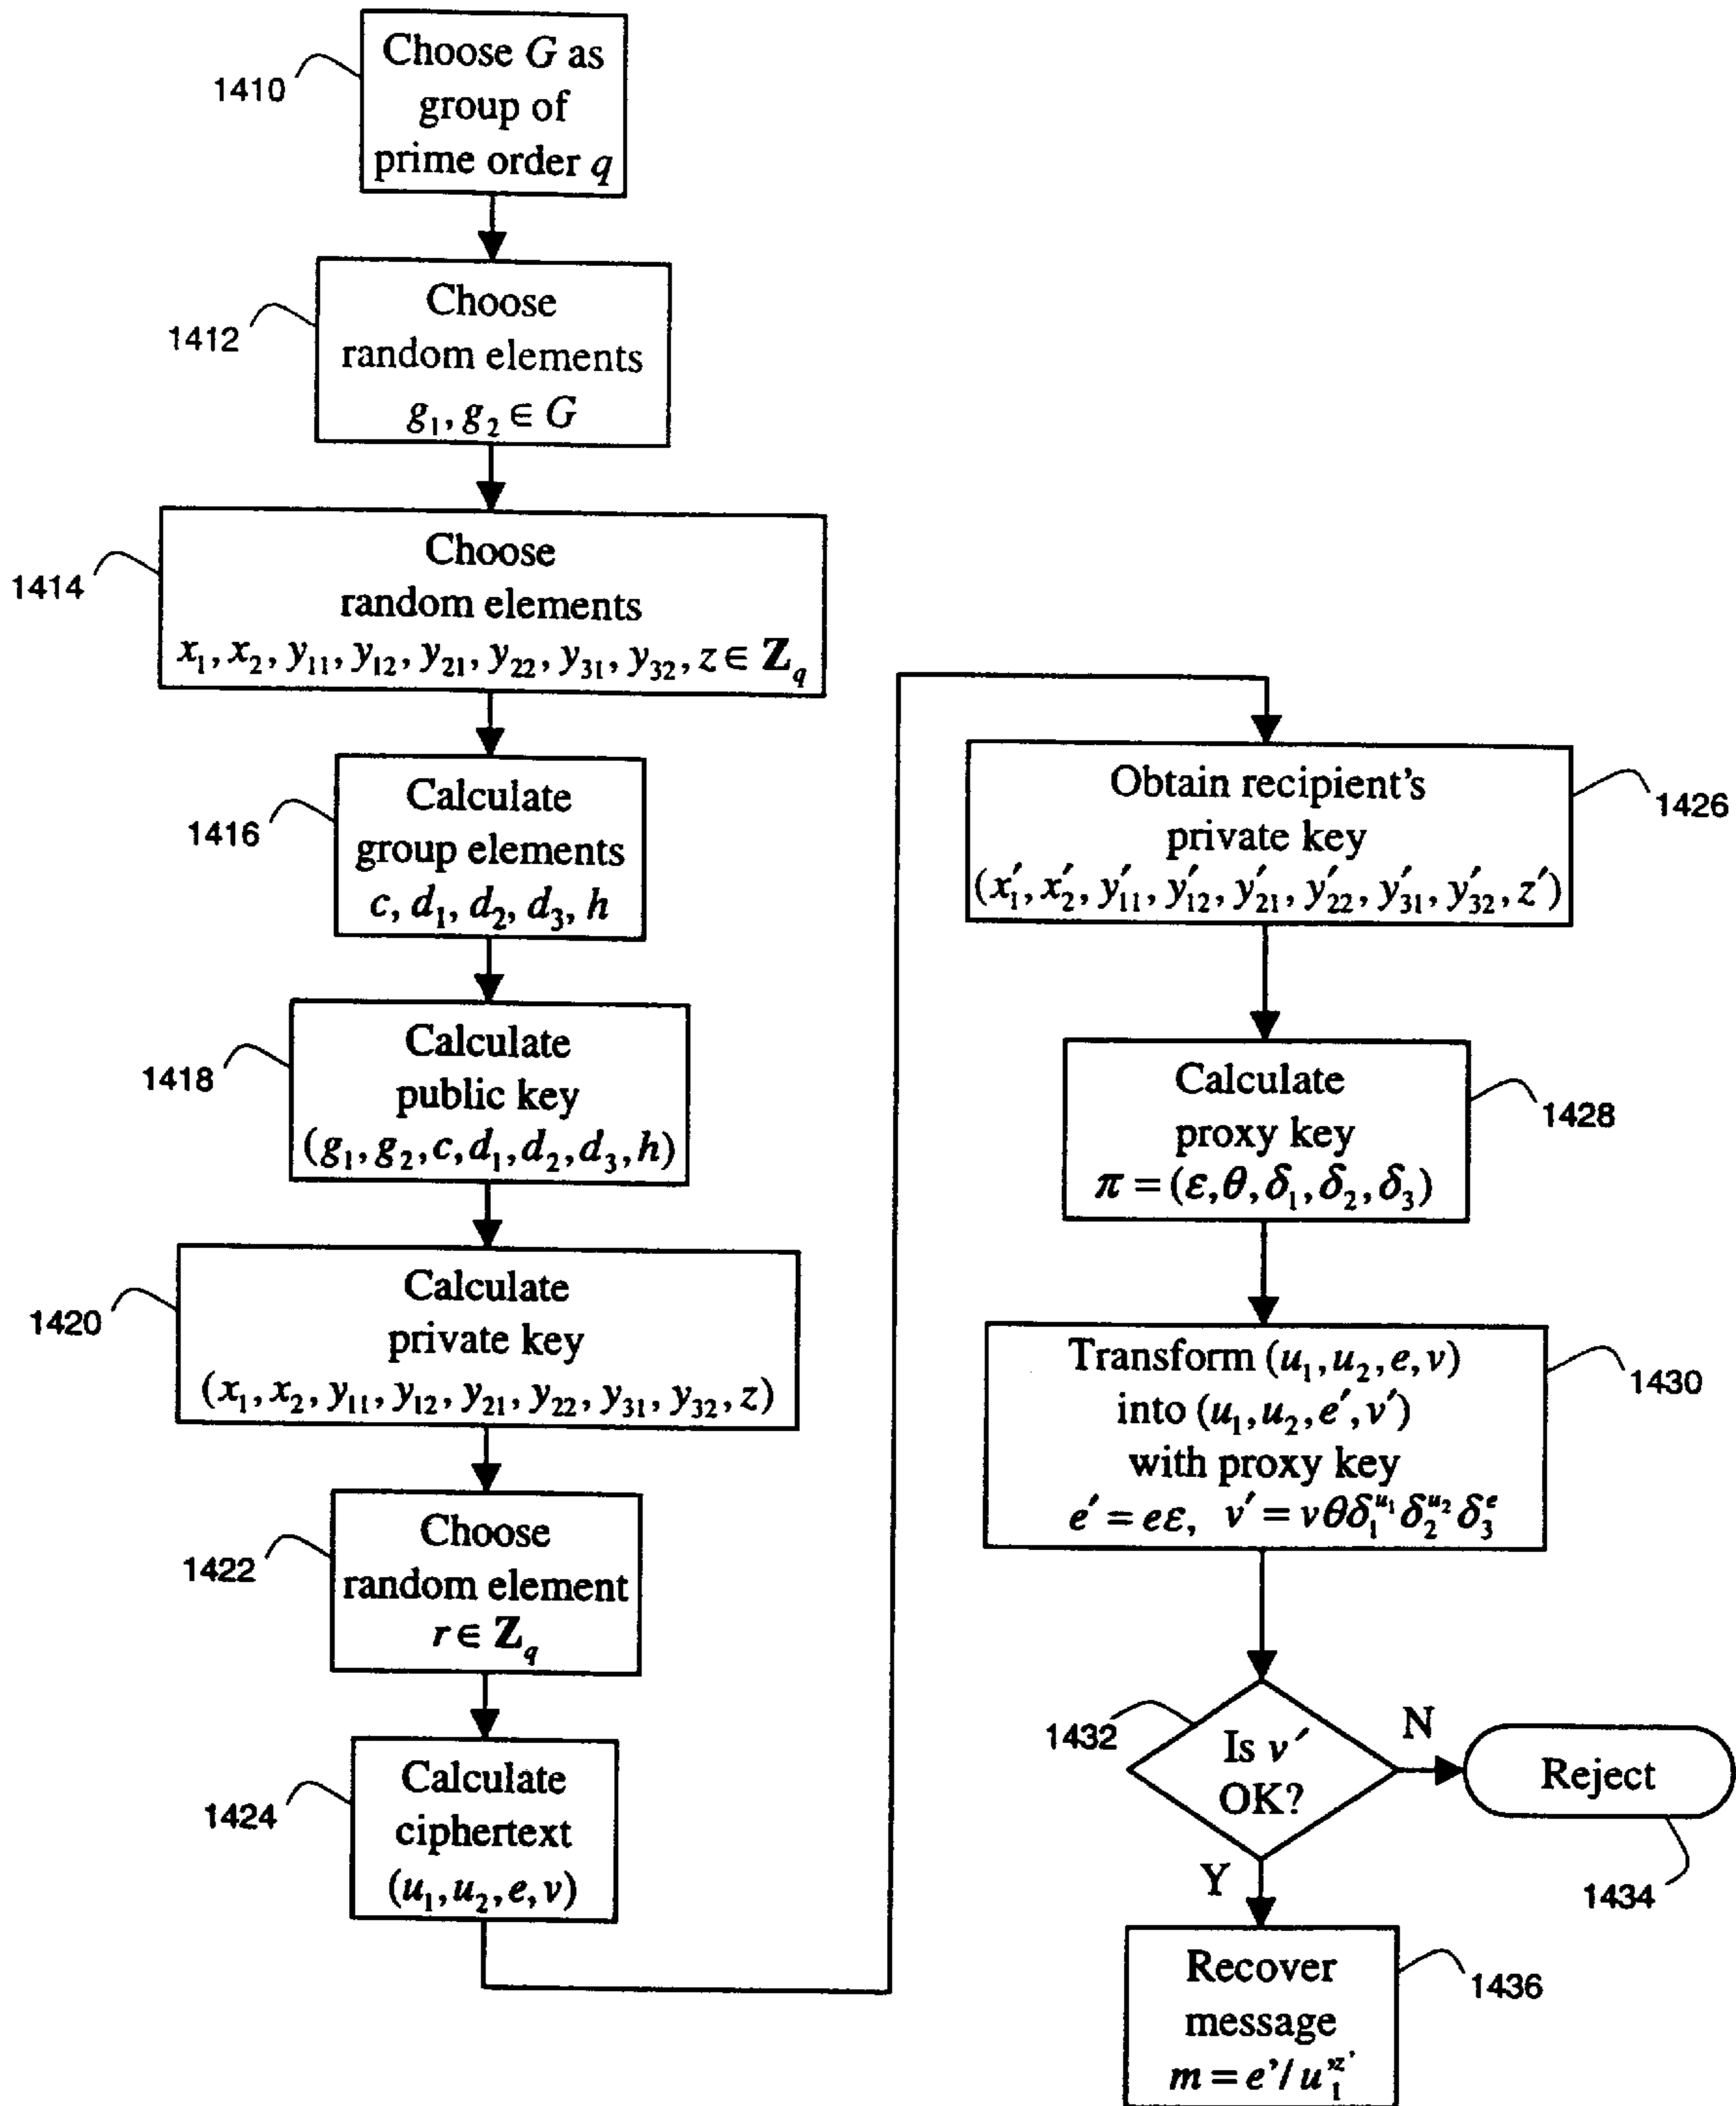 1410
Choose G as
group of
prime order q
1412
Choose
random elements
g₁, g₂ ∈ G
1414
Choose
random elements
x₁, x₂, y₁₁, y₁₂, y₂₁, y₂₂, y₃₁, y₃₂, z ∈ Z_q
1416
Calculate
group elements
c, d₁, d₂, d₃, h
1418
Calculate
public key
(g₁, g₂, c, d₁, d₂, d₃, h)
1420
Calculate
private key
(x₁, x₂, y₁₁, y₁₂, y₂₁, y₂₂, y₃₁, y₃₂, z)
1422
Choose
random element
r ∈ Z_q
1424
Calculate
ciphertext
(u₁, u₂, e, v)
1426
Obtain recipient's
private key
(x′₁, x′₂, y′₁₁, y′₁₂, y′₂₁, y′₂₂, y′₃₁, y′₃₂, z′)
1428
Calculate
proxy key
π = (ε, θ, δ₁, δ₂, δ₃)
1430
Transform (u₁, u₂, e, v)
into (u₁, u₂, e′, v′)
with proxy key
e′ = eε, v′ = vθδ₁^{u₁}δ₂^{u₂}δ₃^{e}
1432
Is v′
OK?
N
Reject
1434
Y
1436
Recover
message
m = e’/ u₁^{’z’}